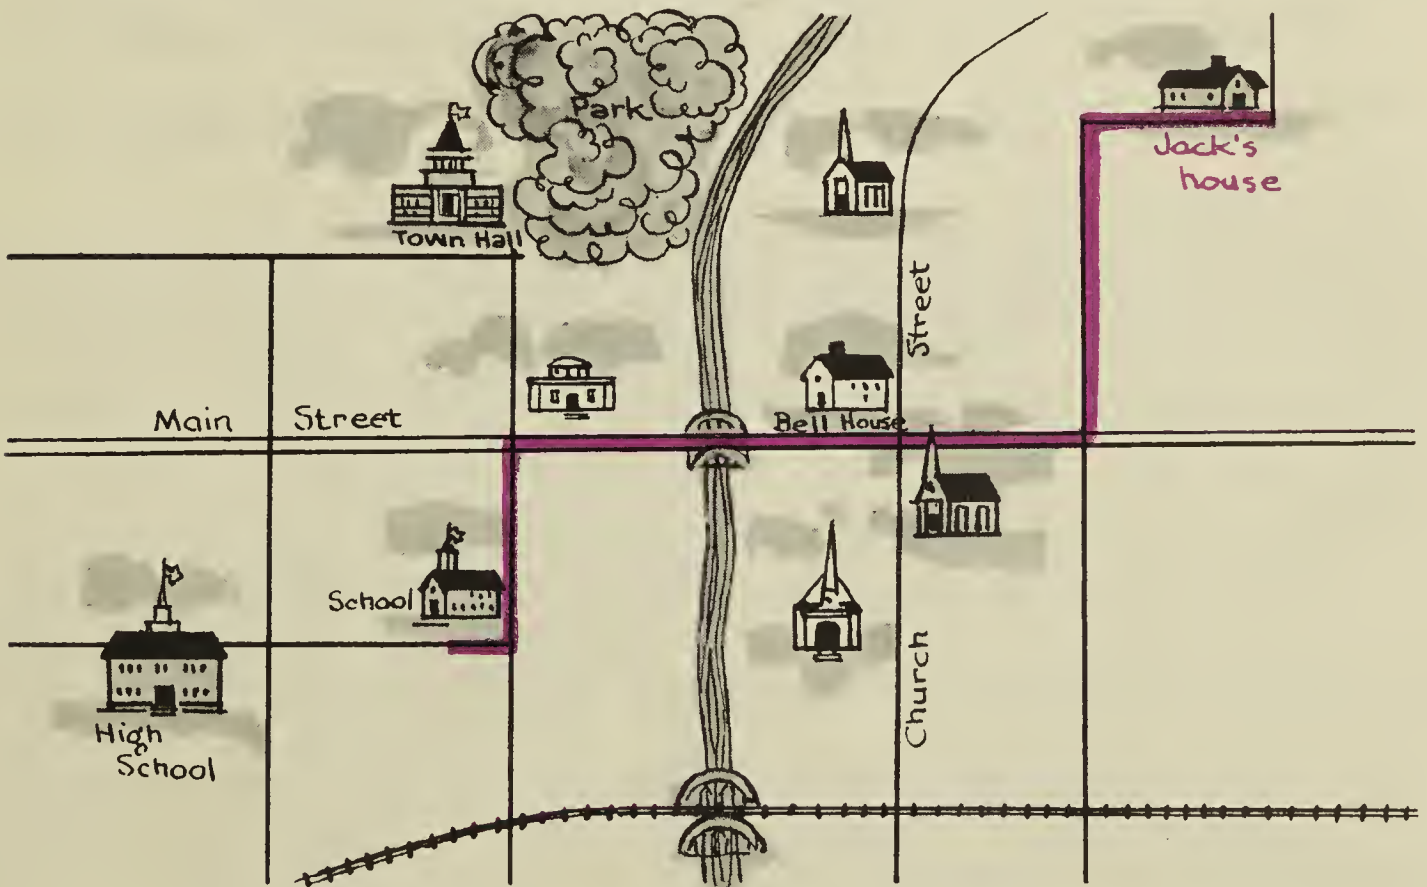 Park
Jack's
house
Town Hall
Street
Main Street
Bell House
School
Church
High
School